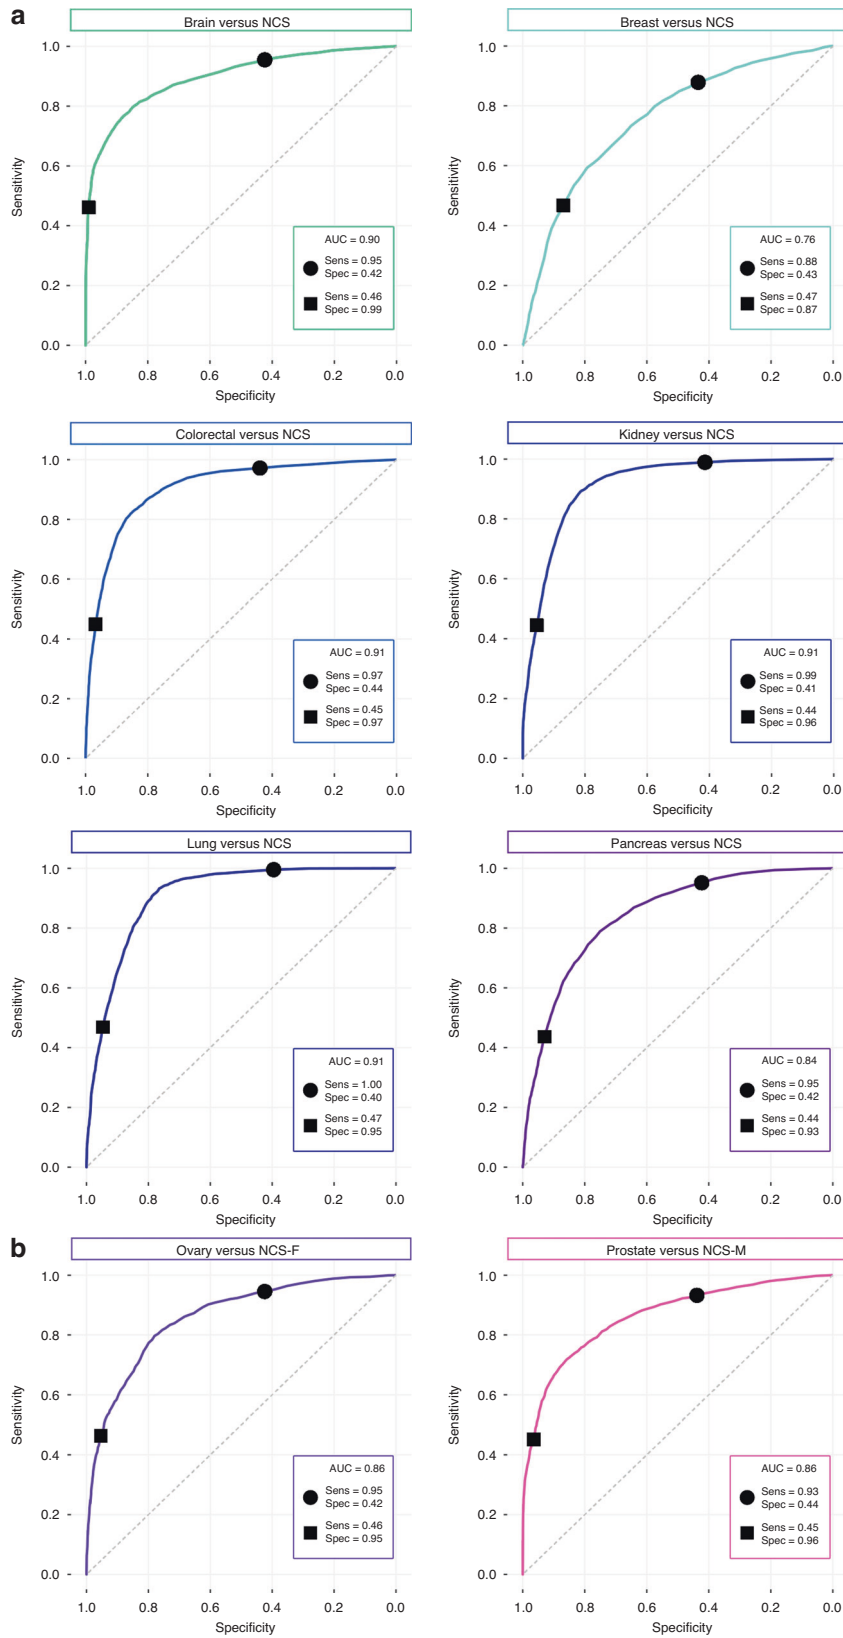 a
Brain versus NCS
1.0
0.8
0.6
0.4
0.2
0.0
Sensitivity
AUC = 0.90
Sens = 0.95
Spec = 0.42
Sens = 0.46
Spec = 0.99
1.0 0.8 0.6 0.4 0.2 0.0
Specificity
Breast versus NCS
1.0
0.8
0.6
0.4
0.2
0.0
Sensitivity
AUC = 0.76
Sens = 0.88
Spec = 0.43
Sens = 0.47
Spec = 0.87
1.0 0.8 0.6 0.4 0.2 0.0
Specificity
Colorectal versus NCS
1.0
0.8
0.6
0.4
0.2
0.0
Sensitivity
AUC = 0.91
Sens = 0.97
Spec = 0.44
Sens = 0.45
Spec = 0.97
1.0 0.8 0.6 0.4 0.2 0.0
Specificity
Kidney versus NCS
1.0
0.8
0.6
0.4
0.2
0.0
Sensitivity
AUC = 0.91
Sens = 0.99
Spec = 0.41
Sens = 0.44
Spec = 0.96
1.0 0.8 0.6 0.4 0.2 0.0
Specificity
Lung versus NCS
1.0
0.8
0.6
0.4
0.2
0.0
Sensitivity
AUC = 0.91
Sens = 1.00
Spec = 0.40
Sens = 0.47
Spec = 0.95
1.0 0.8 0.6 0.4 0.2 0.0
Specificity
Pancreas versus NCS
1.0
0.8
0.6
0.4
0.2
0.0
Sensitivity
AUC = 0.84
Sens = 0.95
Spec = 0.42
Sens = 0.44
Spec = 0.93
1.0 0.8 0.6 0.4 0.2 0.0
Specificity
b
Ovary versus NCS-F
1.0
0.8
0.6
0.4
0.2
0.0
Sensitivity
AUC = 0.86
Sens = 0.95
Spec = 0.42
Sens = 0.46
Spec = 0.95
1.0 0.8 0.6 0.4 0.2 0.0
Specificity
Prostate versus NCS-M
1.0
0.8
0.6
0.4
0.2
0.0
Sensitivity
AUC = 0.86
Sens = 0.93
Spec = 0.44
Sens = 0.45
Spec = 0.96
1.0 0.8 0.6 0.4 0.2 0.0
Specificity